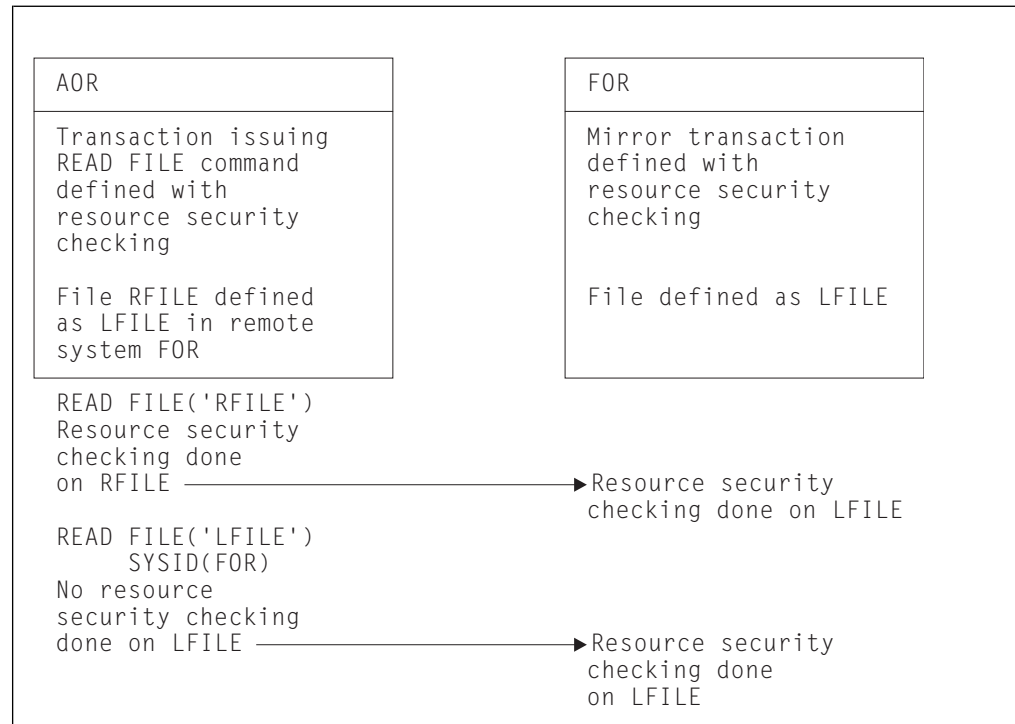 AOR
Transaction issuing
READ FILE command
defined with
resource security
checking
File RFILE defined
as LFILE in remote
system FOR
FOR
Mirror transaction
defined with
resource security
checking
File defined as LFILE
READ FILE('RFILE')
Resource security
checking done
on RFILE
Resource security
checking done on LFILE
READ FILE('LFILE')
SYSID(FOR)
No resource
security checking
done on LFILE
Resource security
checking done
on LFILE